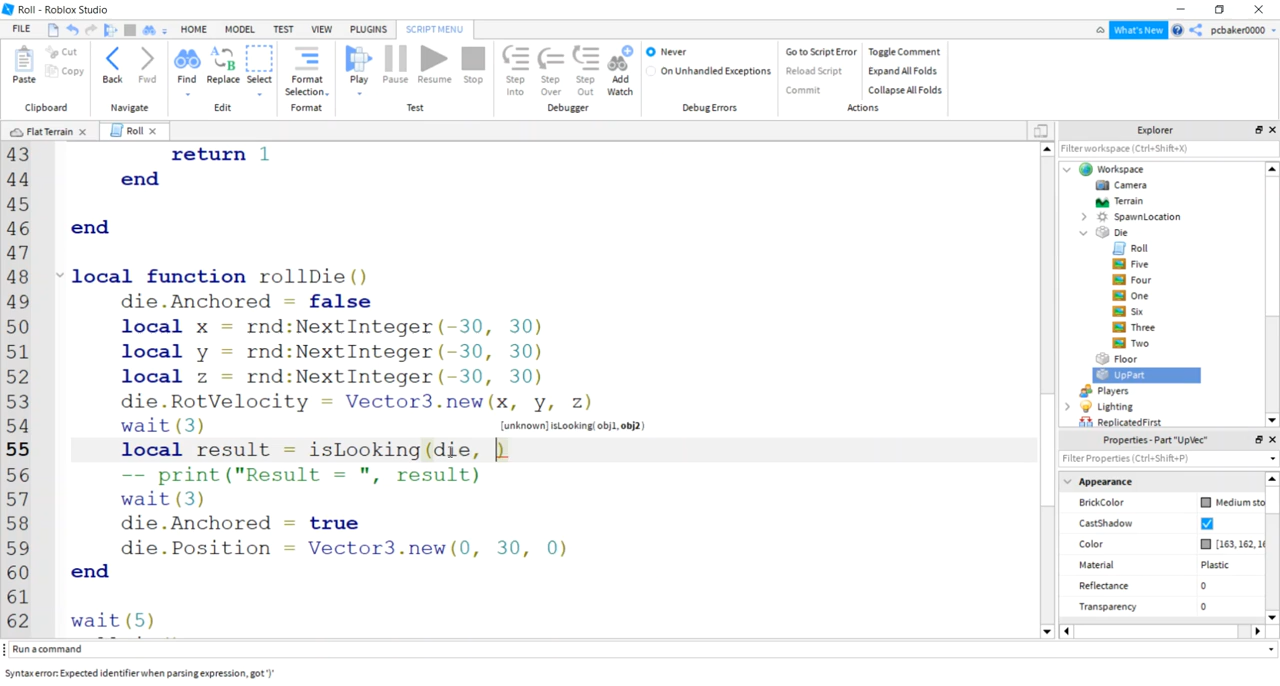 Roll - Roblox Studio
FILE HOME MODEL TEST VIEW PLUGINS SCRIPT MENU What's New pcbaker0000
Paste Cut Copy Back Fwd Find Replace Select Format Selection Play Pause Resume Stop Step Into Step Over Step Out Add Watch Never On Unhandled Exceptions Go to Script Error Reload Script Commit Toggle Comment Expand All Folds Collapse All Folds
Clipboard Navigate Edit Format Test Debugger Debug Errors Actions
Flat Terrain Roll
43 return 1
44 end
45
46 end
47
48 local function rollDie()
49 die.Anchored = false
50 local x = rnd:NextInteger(-30, 30)
51 local y = rnd:NextInteger(-30, 30)
52 local z = rnd:NextInteger(-30, 30)
53 die.RotVelocity = Vector3.new(x, y, z)
54 wait(3) [unknown] isLooking( obj1, obj2 )
55 local result = isLooking(die, )
56 -- print("Result = ", result)
57 wait(3)
58 die.Anchored = true
59 die.Position = Vector3.new(0, 30, 0)
60 end
61
62 wait(5)
Explorer
Filter workspace (Ctrl+Shift+X)
Workspace
Camera
Terrain
SpawnLocation
Die
Roll
Five
Four
One
Six
Three
Two
Floor
UpPart
Players
Lighting
ReplicatedFirst
Properties - Part "UpVec"
Filter Properties (Ctrl+Shift+P)
Appearance
BrickColor Medium sto
CastShadow
Color [163, 162, 16
Material Plastic
Reflectance 0
Transparency 0
Run a command
Syntax error: Expected identifier when parsing expression, got ')'